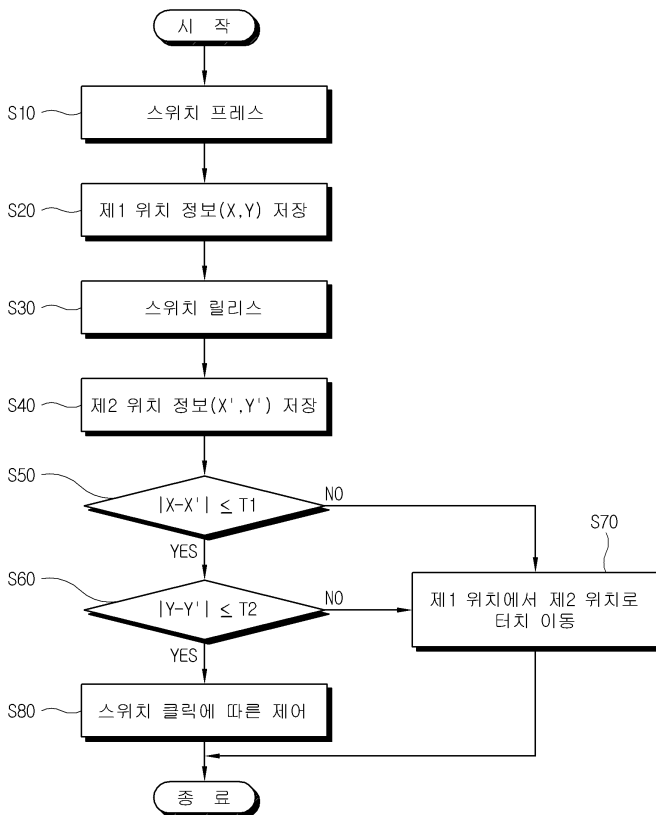 시 작
S10
스위치 프레스
S20
제1 위치 정보(X,Y) 저장
S30
스위치 릴리스
S40
제2 위치 정보(X',Y') 저장
S50
|X-X'| ≤ T1
NO
YES
S70
S60
|Y-Y'| ≤ T2
NO
제1 위치에서 제2 위치로
터치 이동
YES
S80
스위치 클릭에 따른 제어
종 료